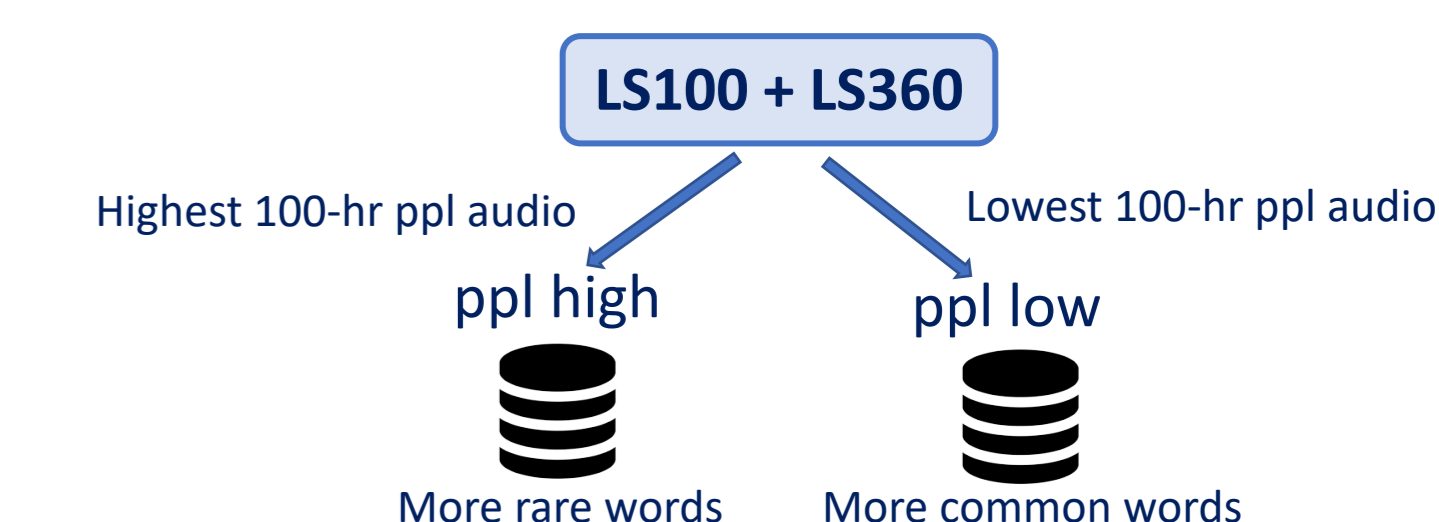 LS100 + LS360
Highest 100-hr ppl audio
Lowest 100-hr ppl audio
ppl high
ppl low
More rare words
More common words